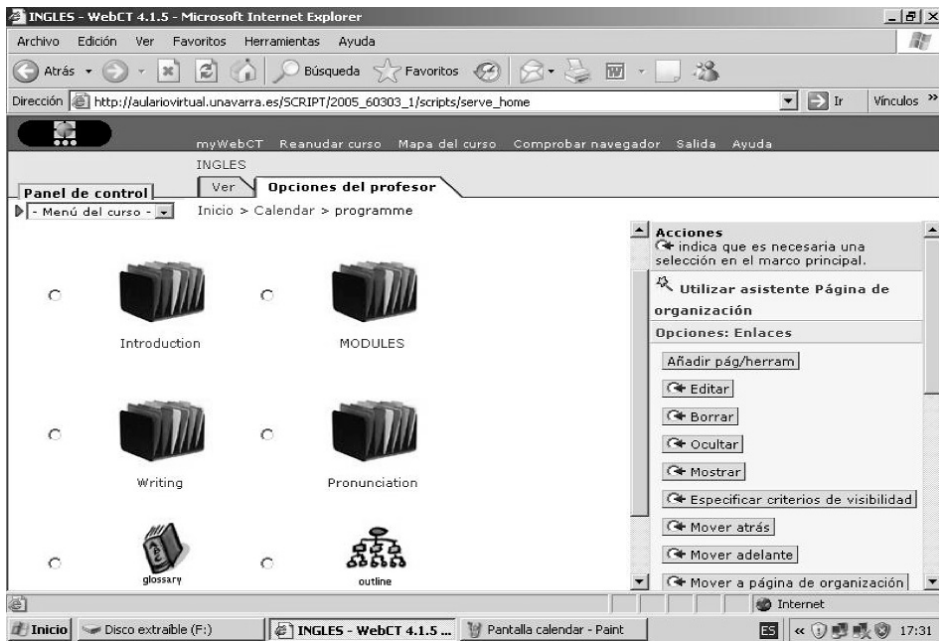 INGLES - WebCT 4.1.5 - Microsoft Internet Explorer
Archivo Edición Ver Favoritos Herramientas Ayuda
Atrás Búsqueda Favoritos
Dirección http://aulariovirtual.unavarra.es/SCRIPT/2005_60303_1/scripts/serve_home Ir Vínculos »
myWebCT Reanudar curso Mapa del curso Comprobar navegador Salida Ayuda
INGLES
Panel de control Ver Opciones del profesor
- Menú del curso - Inicio > Calendar > programme
Acciones
indica que es necesaria una
selección en el marco principal.
Utilizar asistente Página de
organización
Opciones: Enlaces
Añadir pág/herram
Editar
Borrar
Ocultar
Mostrar
Especificar criterios de visibilidad
Mover atrás
Mover adelante
Mover a página de organización
Introduction MODULES
Writing Pronunciation
glossary outline
Internet
Inicio Disco extraíble (F:) INGLES - WebCT 4.1.5 ... Pantalla calendar - Paint ES « 17:31